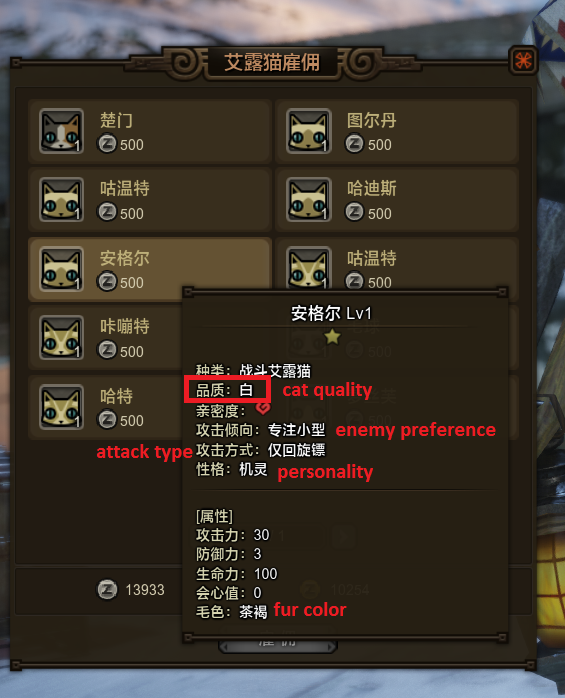 艾露猫雇佣
楚门
1
500
图尔丹
1
500
咕温特
1
500
哈迪斯
1
500
安格尔
1
500
咕温特
1
500
咔嘣特
1
500
哈特
1
500
安格尔 Lv1
种类：战斗艾露猫
品质：白 cat quality
亲密度：
攻击倾向：专注小型 enemy preference
attack type 攻击方式：仅回旋镖
性格：机灵 personality
[属性]
攻击力：30
防御力：3
生命力：100
会心值：0
毛色：茶褐 fur color
13933
10254
雇佣